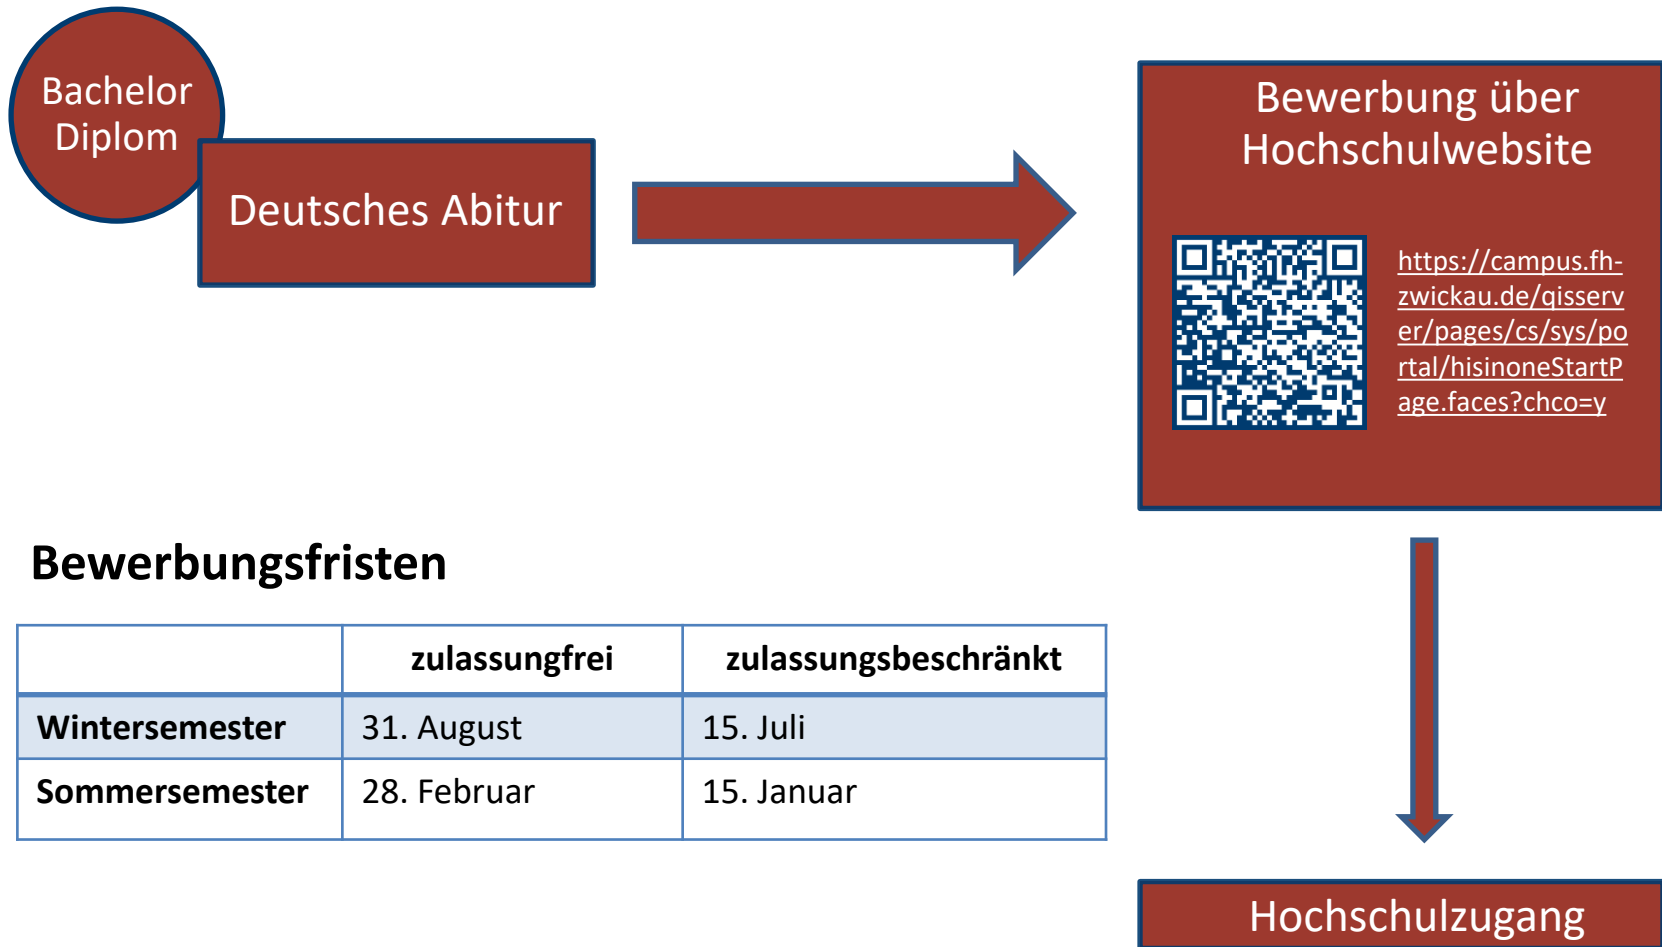 Bachelor
Diplom
Deutsches Abitur
Bewerbung über
Hochschulwebsite
https://campus.fh-
zwickau.de/qisserv
er/pages/cs/sys/po
rtal/hisinoneStartP
age.faces?chco=y
Bewerbungsfristen
zulassungfrei zulassungsbeschränkt
Wintersemester 31. August 15. Juli
Sommersemester 28. Februar 15. Januar
Hochschulzugang